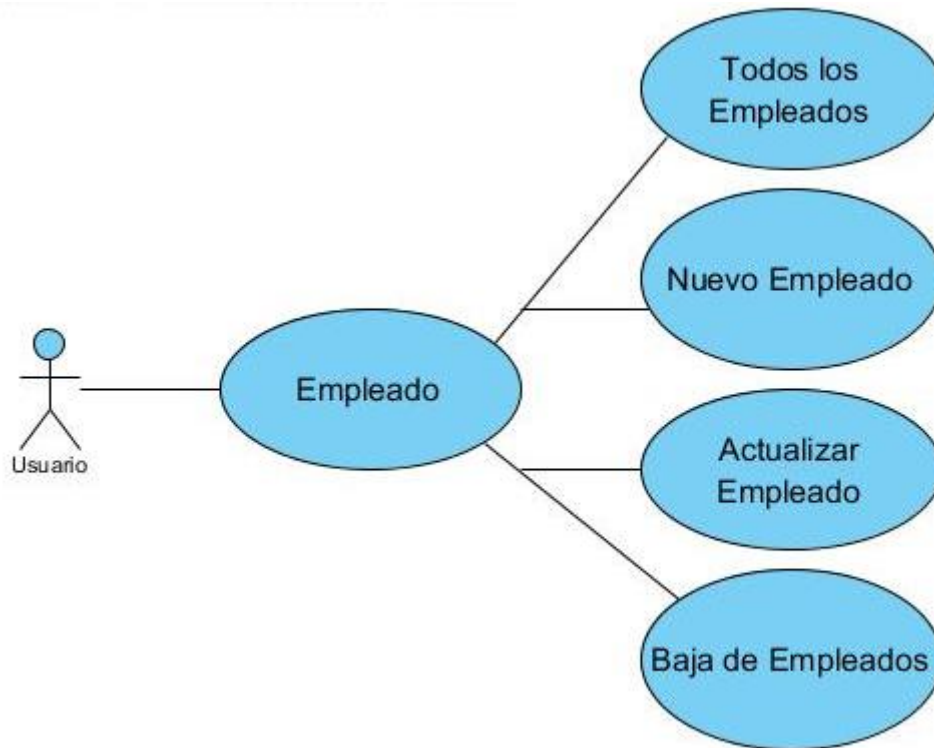 Todos los
Empleados
Nuevo Empleado
Empleado
Usuario
Actualizar
Empleado
Baja de Empleados